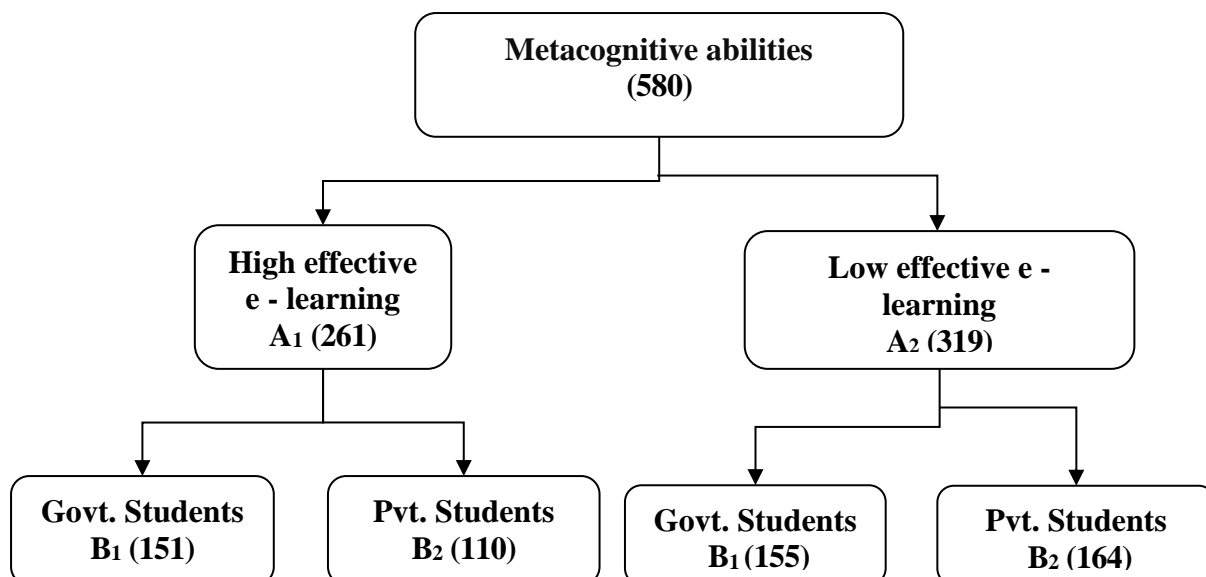 Metacognitive abilities
(580)
High effective
e - learning
A1 (261)
Low effective e -
learning
A2 (319)
Govt. Students
B1 (151)
Pvt. Students
B2 (110)
Govt. Students
B1 (155)
Pvt. Students
B2 (164)